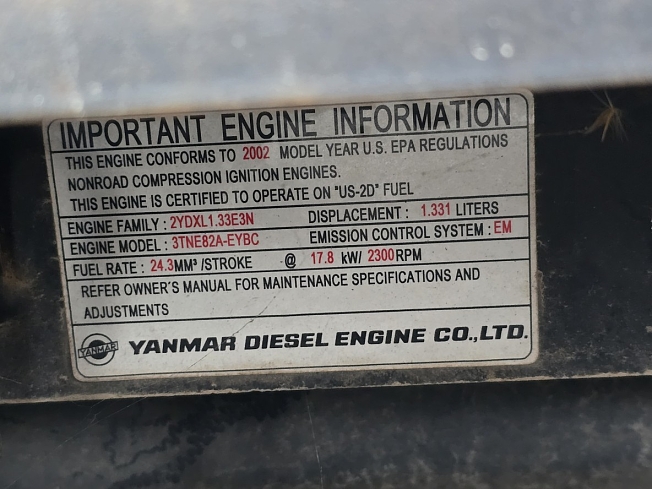 IMPORTANT ENGINE INFORMATION
THIS ENGINE CONFORMS TO 2002 MODEL YEAR U.S. EPA REGULATIONS
NONROAD COMPRESSION IGNITION ENGINES.
THIS ENGINE IS CERTIFIED TO OPERATE ON "US-2D" FUEL
ENGINE FAMILY : 2YDXL1.33E3N DISPLACEMENT : 1.331 LITERS
ENGINE MODEL : 3TNE82A-EYBC EMISSION CONTROL SYSTEM : EM
FUEL RATE : 24.3MM³ /STROKE @ 17.8 kW/ 2300RPM
REFER OWNER'S MANUAL FOR MAINTENANCE SPECIFICATIONS AND
ADJUSTMENTS
YANMAR YANMAR DIESEL ENGINE CO.,LTD.